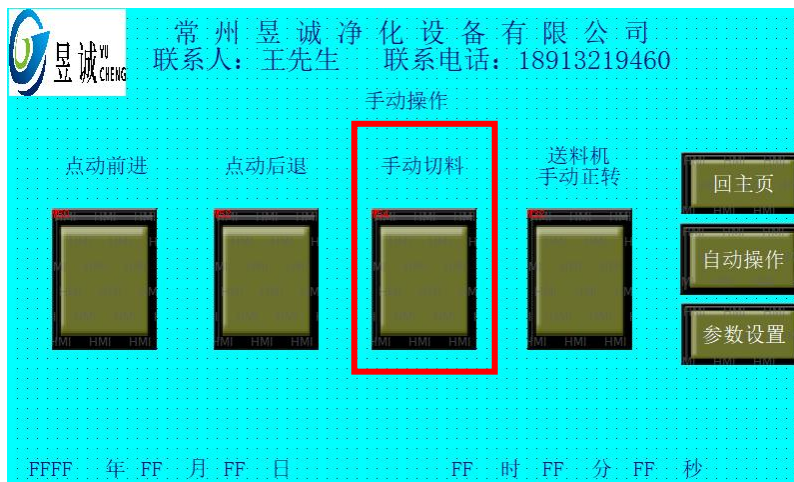 常州昱诚净化设备有限公司
昱诚 YU CHENG
联系人：王先生 联系电话：18913219460
手动操作
点动前进 点动后退 手动切料 送料机
手动正转
回主页
自动操作
参数设置
FFFF 年 FF 月 FF 日 FF 时 FF 分 FF 秒